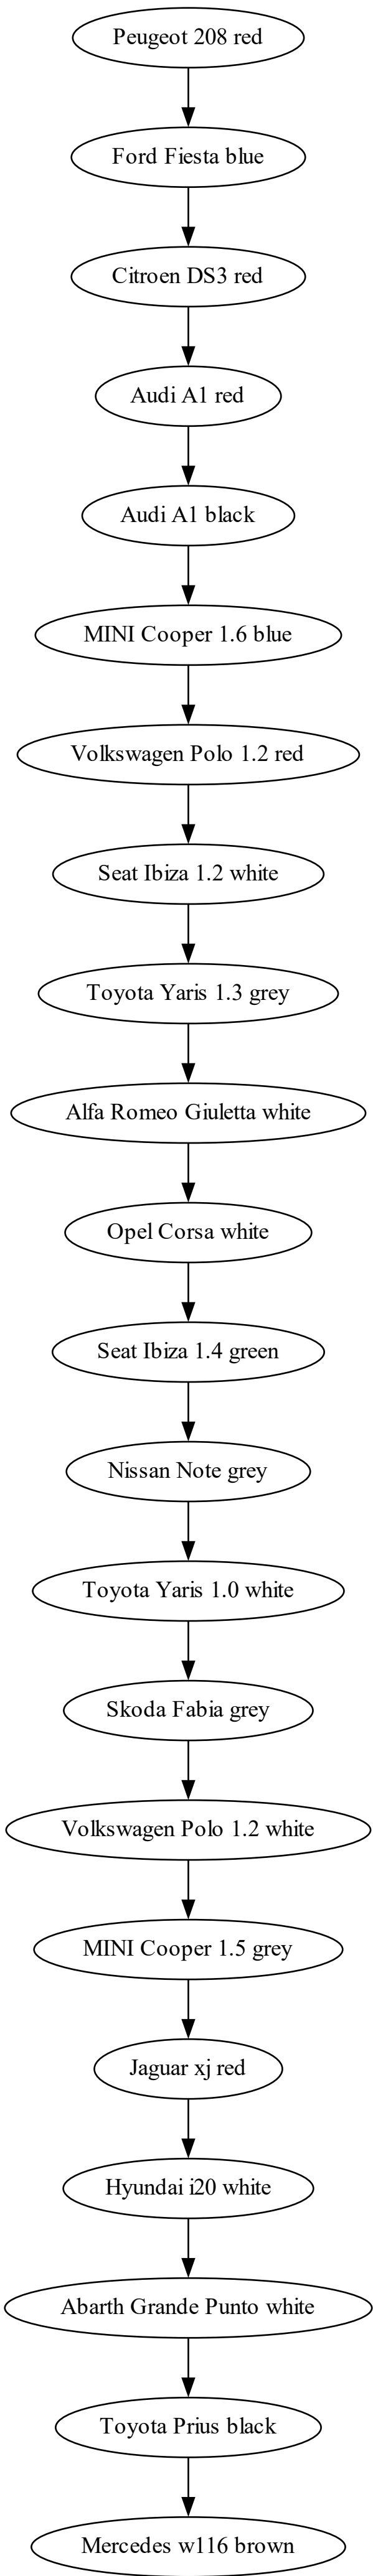 Peugeot 208 red
Ford Fiesta blue
Citroen DS3 red
Audi A1 red
Audi A1 black
MINI Cooper 1.6 blue
Volkswagen Polo 1.2 red
Seat Ibiza 1.2 white
Toyota Yaris 1.3 grey
Alfa Romeo Giuletta white
Opel Corsa white
Seat Ibiza 1.4 green
Nissan Note grey
Toyota Yaris 1.0 white
Skoda Fabia grey
Volkswagen Polo 1.2 white
MINI Cooper 1.5 grey
Jaguar xj red
Hyundai i20 white
Abarth Grande Punto white
Toyota Prius black
Mercedes w116 brown